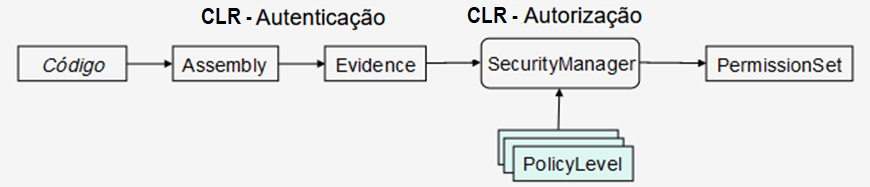 CLR - Autenticação
CLR - Autorização
Código
Assembly
Evidence
SecurityManager
PermissionSet
PolicyLevel